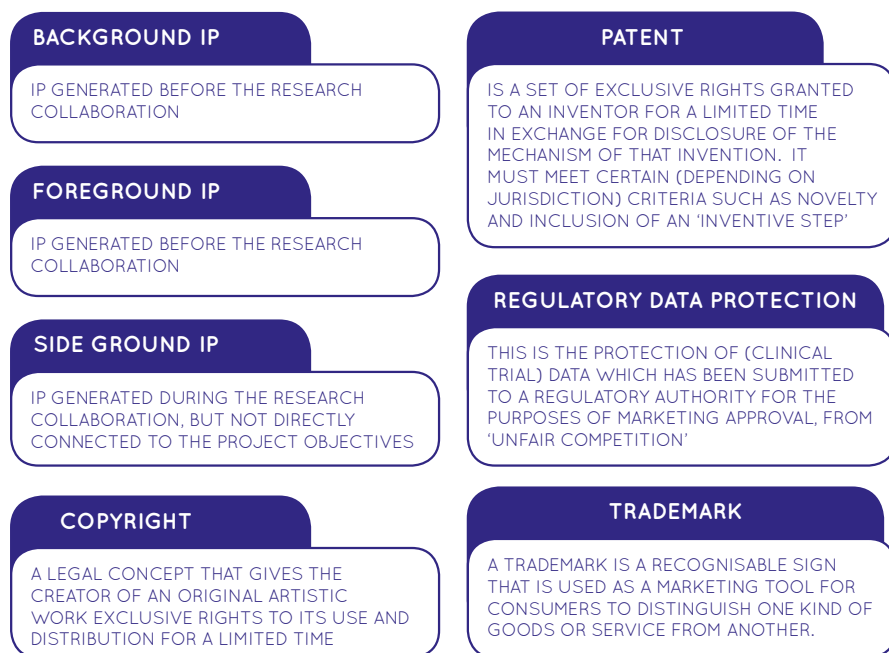 BACKGROUND IP
IP GENERATED BEFORE THE RESEARCH
COLLABORATION
FOREGROUND IP
IP GENERATED BEFORE THE RESEARCH
COLLABORATION
SIDE GROUND IP
IP GENERATED DURING THE RESEARCH
COLLABORATION, BUT NOT DIRECTLY
CONNECTED TO THE PROJECT OBJECTIVES
COPYRIGHT
A LEGAL CONCEPT THAT GIVES THE
CREATOR OF AN ORIGINAL ARTISTIC
WORK EXCLUSIVE RIGHTS TO ITS USE AND
DISTRIBUTION FOR A LIMITED TIME
PATENT
IS A SET OF EXCLUSIVE RIGHTS GRANTED
TO AN INVENTOR FOR A LIMITED TIME
IN EXCHANGE FOR DISCLOSURE OF THE
MECHANISM OF THAT INVENTION. IT
MUST MEET CERTAIN (DEPENDING ON
JURISDICTION) CRITERIA SUCH AS NOVELTY
AND INCLUSION OF AN ‘INVENTIVE STEP’
REGULATORY DATA PROTECTION
THIS IS THE PROTECTION OF (CLINICAL
TRIAL) DATA WHICH HAS BEEN SUBMITTED
TO A REGULATORY AUTHORITY FOR THE
PURPOSES OF MARKETING APPROVAL, FROM
‘UNFAIR COMPETITION’
TRADEMARK
A TRADEMARK IS A RECOGNISABLE SIGN
THAT IS USED AS A MARKETING TOOL FOR
CONSUMERS TO DISTINGUISH ONE KIND OF
GOODS OR SERVICE FROM ANOTHER.